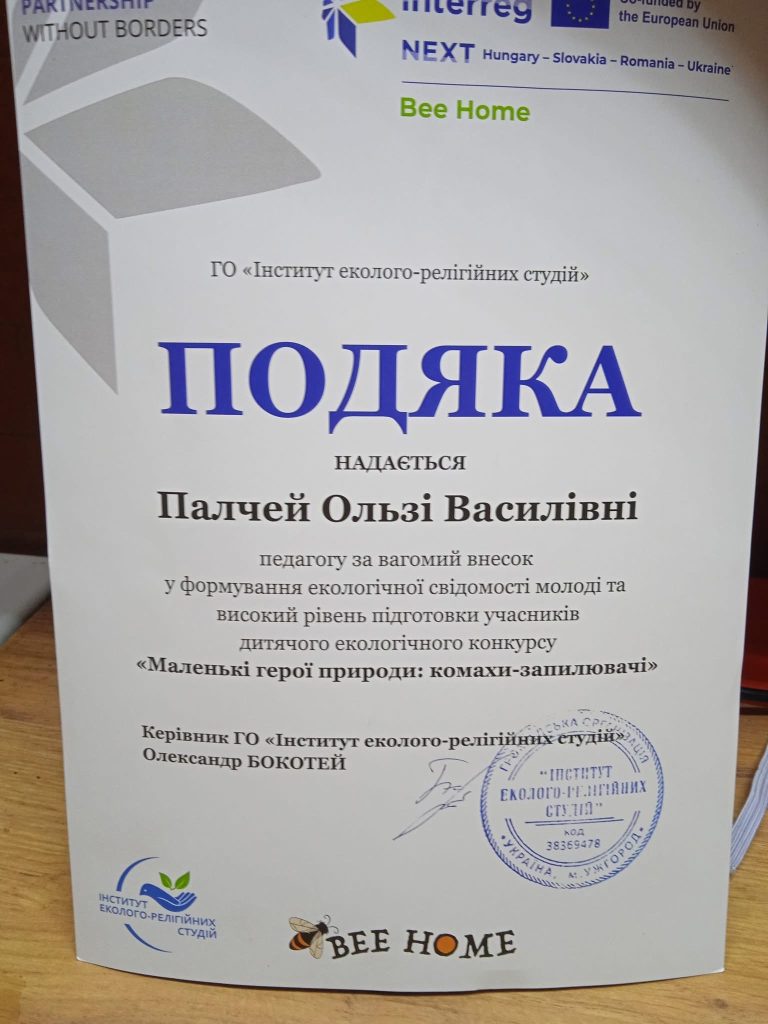 PARTNERSHIP
WITHOUT BORDERS
Interreg
Co-funded by
the European Union
NEXT Hungary – Slovakia – Romania – Ukraine
Bee Home
ГО «Інститут еколого-релігійних студій»
ПОДЯКА
НАДАЄТЬСЯ
Палчей Ользі Василівні
педагогу за вагомий внесок
у формування екологічної свідомості молоді та
високий рівень підготовки учасників
дитячого екологічного конкурсу
«Маленькі герої природи: комахи-запилювачі»
Керівник ГО «Інститут еколого-релігійних студій»
Олександр БОКОТЕЙ
ГРОМАДСЬКА ОРГАНІЗАЦІЯ
"ІНСТИТУТ
ЕКОЛОГО-РЕЛІГІЙНИХ
СТУДІЙ"
КОД
38369478
УКРАЇНА, м. УЖГОРОД
ІНСТИТУТ
ЕКОЛОГО-РЕЛІГІЙНИХ
СТУДІЙ
BEE HOME